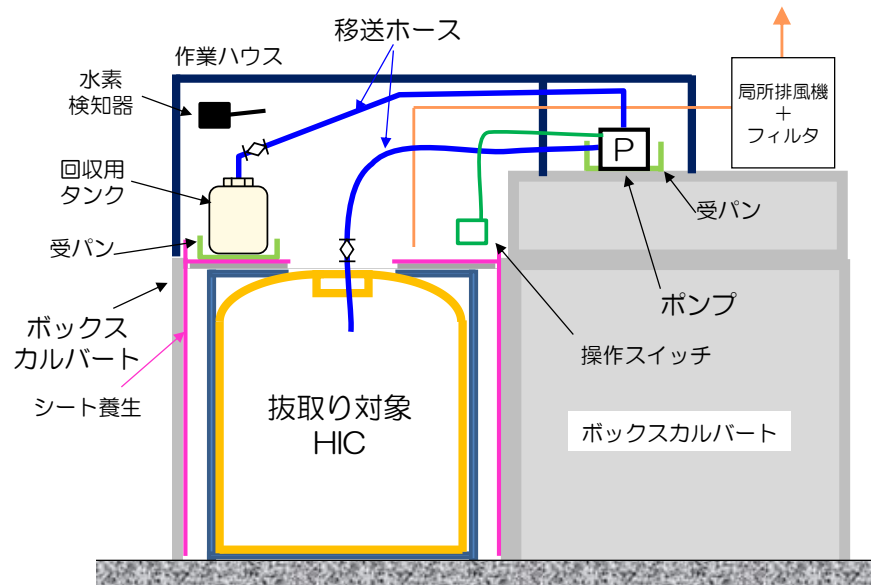 移送ホース
作業ハウス
水素
検知器
局所排風機
+
フィルタ
P
回収用
タンク
受パン
受パン
ポンプ
ボックス
カルバート
操作スイッチ
シート養生
抜取り対象
HIC
ボックスカルバート